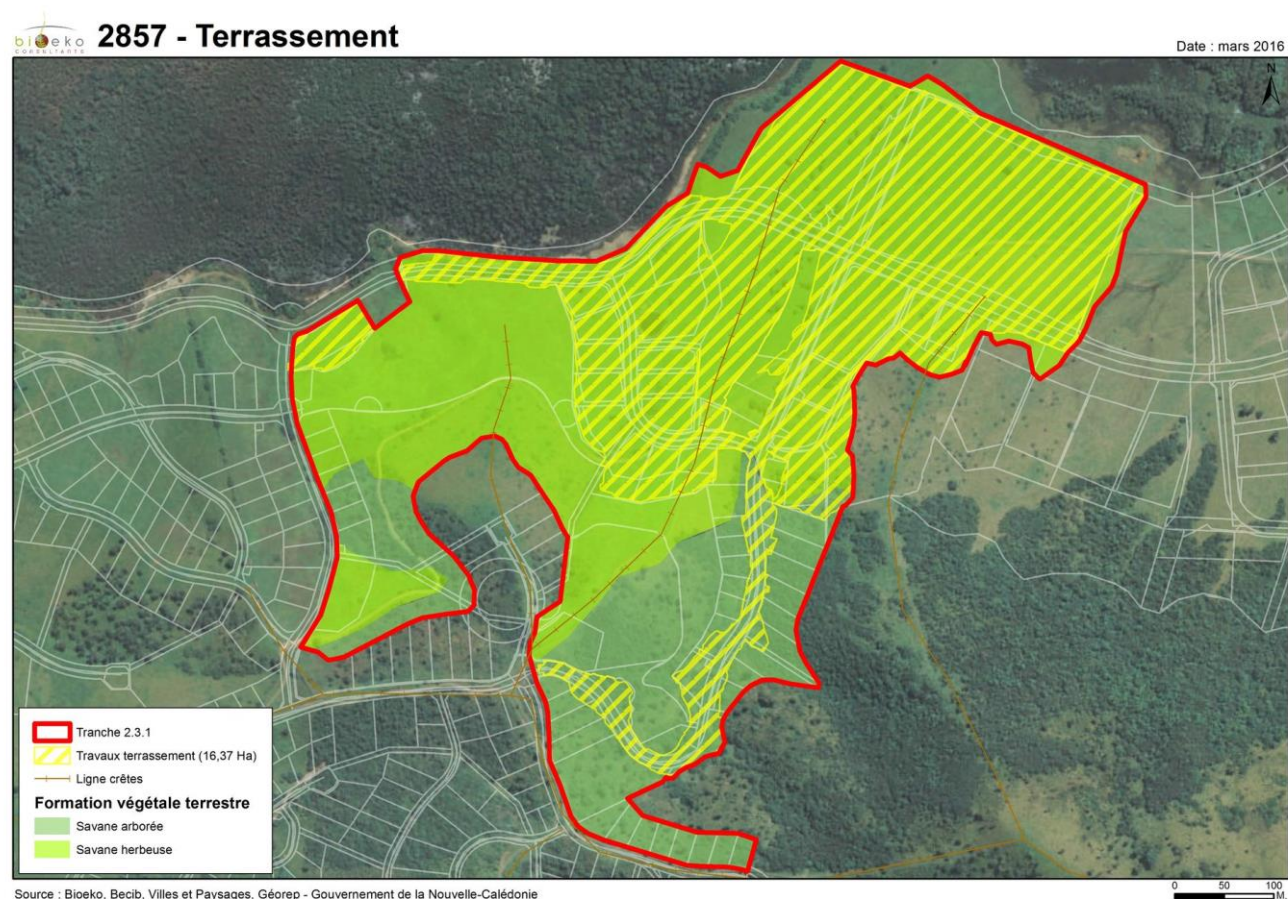 bioeko
CONSULTANTS
2857 - Terrassement
Date : mars 2016
N
Tranche 2.3.1
Travaux terrassement (16,37 Ha)
Ligne crêtes
Formation végétale terrestre
Savane arborée
Savane herbeuse
Source : Bioeko, Becib, Villes et Paysages, Géorep - Gouvernement de la Nouvelle-Calédonie
0 50 100
M